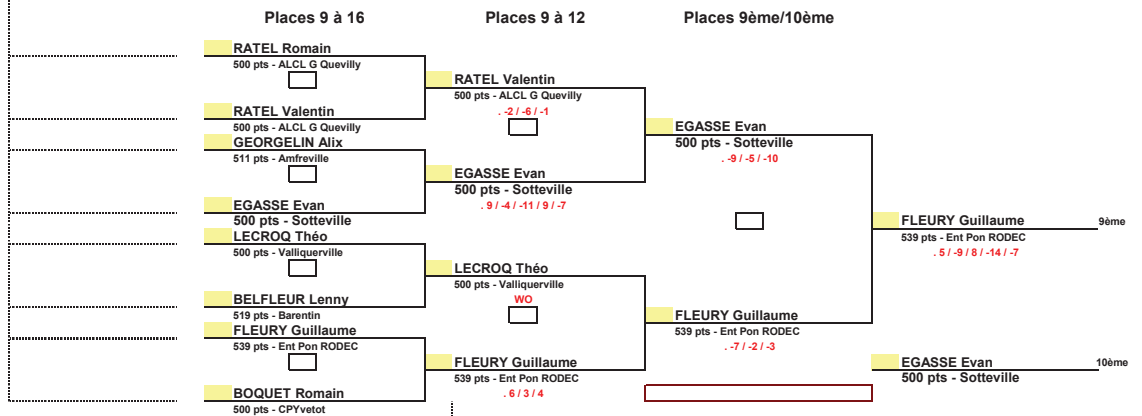 Places 9 à 16
Places 9 à 12
Places 9ème/10ème
RATEL Romain
500 pts - ALCL G Quevilly
RATEL Valentin
500 pts - ALCL G Quevilly
GEORGELIN Alix
511 pts - Amfreville
EGASSE Evan
500 pts - Sotteville
LECROQ Théo
500 pts - Valliquerville
BELFLEUR Lenny
519 pts - Barentin
FLEURY Guillaume
539 pts - Ent Pon RODEC
BOQUET Romain
500 pts - CPYvetot
RATEL Valentin
500 pts - ALCL G Quevilly
. -2 / -6 / -1
EGASSE Evan
500 pts - Sotteville
. 9 / -4 / -11 / 9 / -7
LECROQ Théo
500 pts - Valliquerville
WO
FLEURY Guillaume
539 pts - Ent Pon RODEC
. 6 / 3 / 4
EGASSE Evan
500 pts - Sotteville
. -9 / -5 / -10
FLEURY Guillaume
539 pts - Ent Pon RODEC
. -7 / -2 / -3
FLEURY Guillaume 9ème
539 pts - Ent Pon RODEC
. 5 / -9 / 8 / -14 / -7
EGASSE Evan 10ème
500 pts - Sotteville